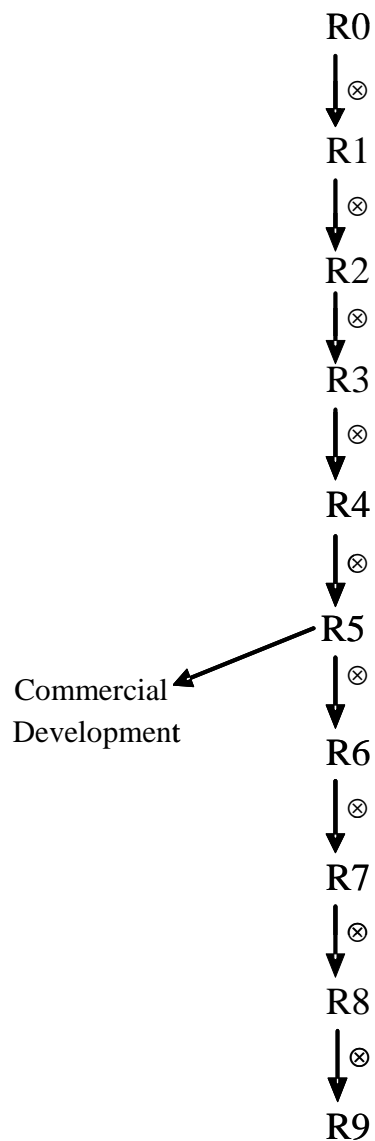 R0
⊗
R1
⊗
R2
⊗
R3
⊗
R4
⊗
R5
Commercial
Development
⊗
R6
⊗
R7
⊗
R8
⊗
R9